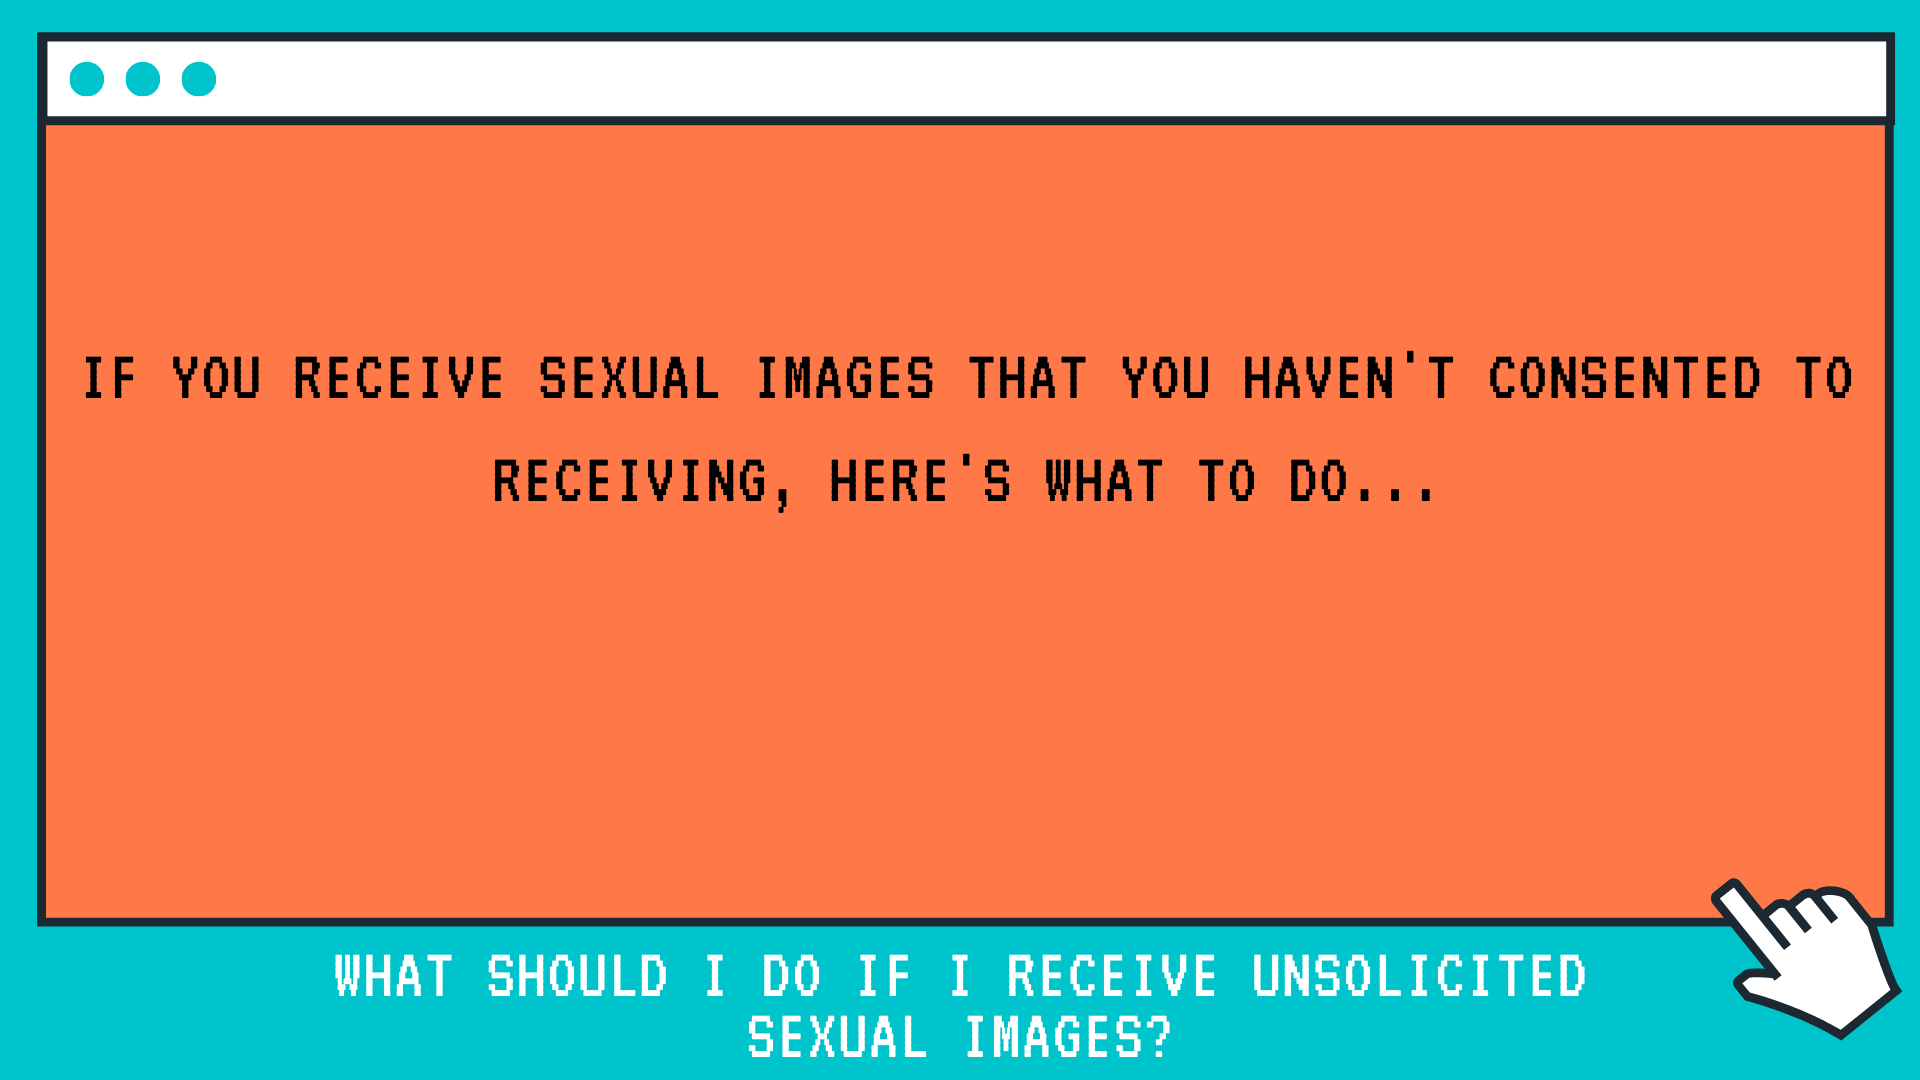 IF YOU RECEIVE SEXUAL IMAGES THAT YOU HAVEN'T CONSENTED TO
RECEIVING, HERE'S WHAT TO DO...
WHAT SHOULD I DO IF I RECEIVE UNSOLICITED
SEXUAL IMAGES?